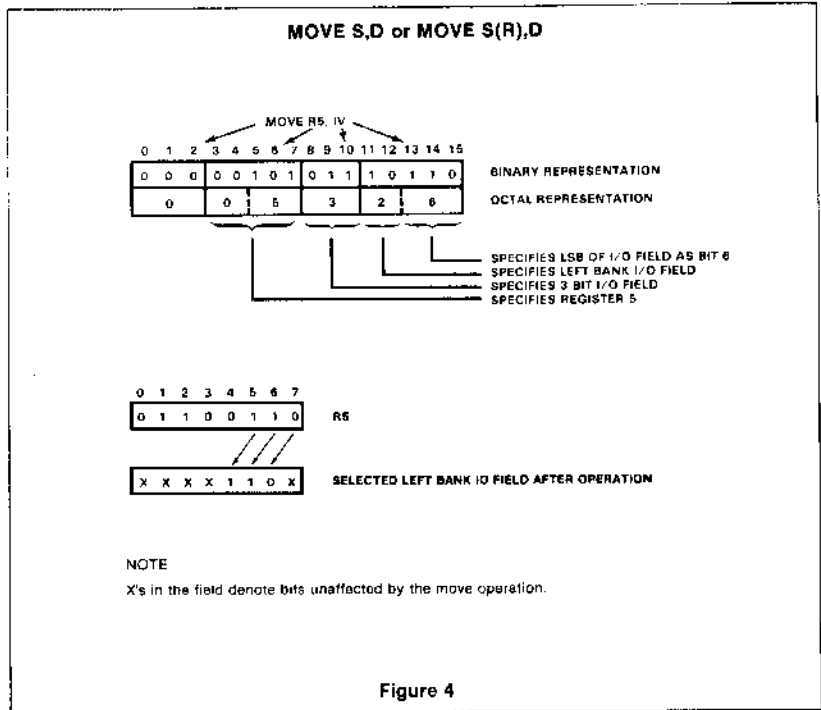 MOVE S,D or MOVE S(R),D
MOVE R5, IV
0 1 2 3 4 5 6 7 8 9 10 11 12 13 14 15
0 0 0 0 0 1 0 1 0 1 1 1 0 1 1 0 BINARY REPRESENTATION
0 0 5 3 2 6 OCTAL REPRESENTATION
SPECIFIES LSB OF I/O FIELD AS BIT 6
SPECIFIES LEFT BANK I/O FIELD
SPECIFIES 3 BIT I/O FIELD
SPECIFIES REGISTER 5
0 1 2 3 4 5 6 7
0 1 1 0 0 1 1 0 R5
X X X X 1 1 0 X SELECTED LEFT BANK IO FIELD AFTER OPERATION
NOTE
X's in the field denote bits unaffected by the move operation.
Figure 4